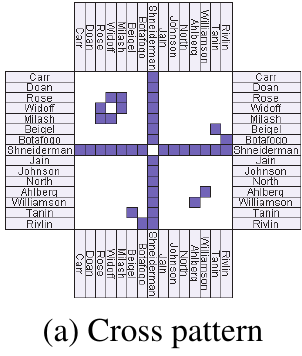 Carr
Doan
Rose
Widoff
Milash
Beigel
Botafogo
Shneiderman
Jain
Johnson
North
Ahlberg
Williamson
Tanin
Rivlin
Carr Carr
Doan Doan
Rose Rose
Widoff Widoff
Milash Milash
Beigel Beigel
Botafogo Botafogo
Shneiderman Shneiderman
Jain Jain
Johnson Johnson
North North
Ahlberg Ahlberg
Williamson Williamson
Tanin Tanin
Rivlin Rivlin
Carr
Doan
Rose
Widoff
Milash
Beigel
Botafogo
Shneiderman
Jain
Johnson
North
Ahlberg
Williamson
Tanin
Rivlin
(a) Cross pattern